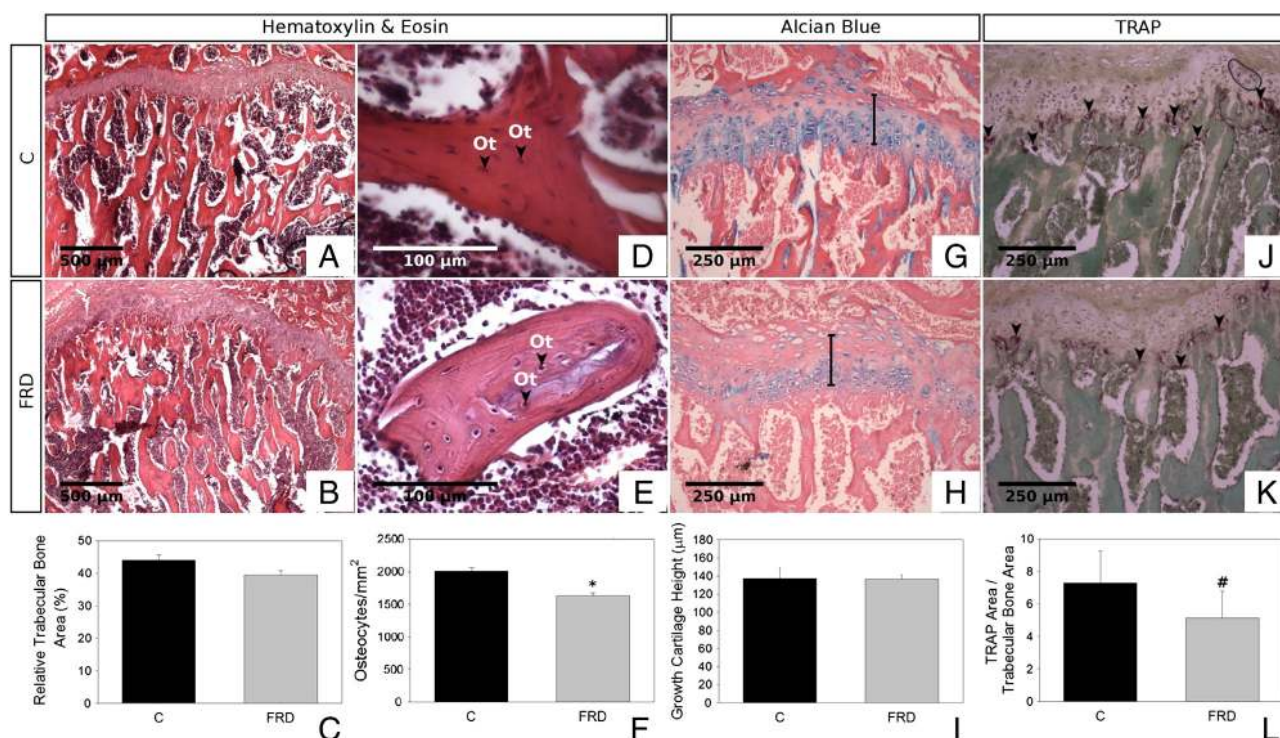 Hematoxylin & Eosin
Alcian Blue
TRAP
C
FRD
500 μm
A
Ot
Ot
100 μm
D
250 μm
G
250 μm
J
500 μm
B
Ot
Ot
100 μm
E
250 μm
H
250 μm
K
Relative Trabecular Bone
Area (%)
50
40
30
20
10
0
C
FRD
C
Osteocytes/mm²
2500
2000
1500
1000
500
0
*
C
FRD
F
Growth Cartilage Height (μm)
180
160
140
120
100
80
60
40
20
0
C
FRD
I
TRAP Area /
Trabecular Bone Area
10
8
6
4
2
0
#
C
FRD
L